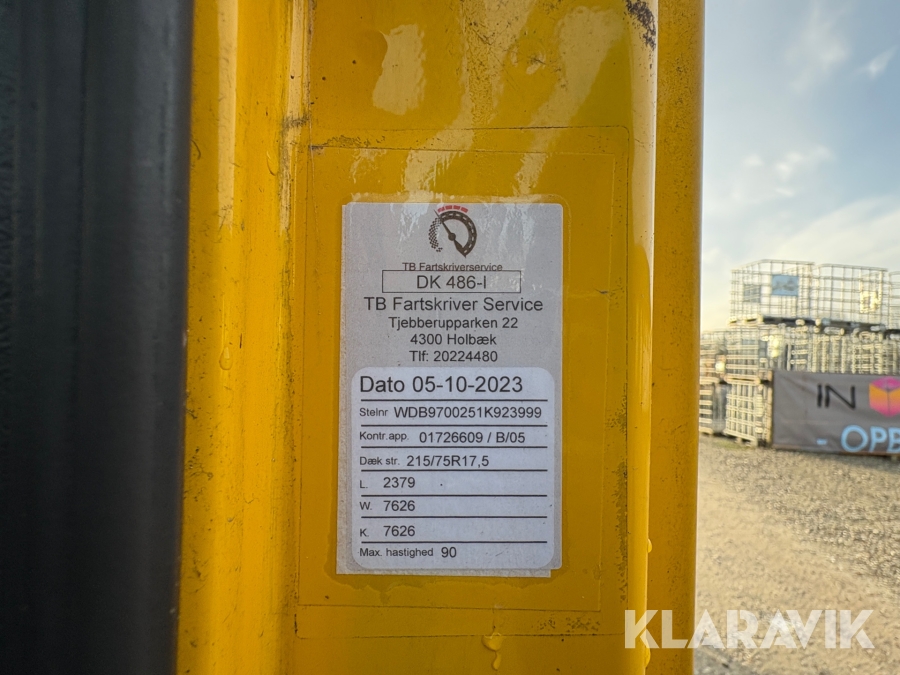 TB Fartskriverservice
DK 486-I
TB Fartskriver Service
Tjebberupparken 22
4300 Holbæk
Tlf: 20224480
Dato 05-10-2023
Stelnr WDB9700251K923999
Kontr.app. 01726609 / B/05
Dæk str. 215/75R17,5
L. 2379
W. 7626
K. 7626
Max. hastighed 90
IN
- OPB
KLARAVIK